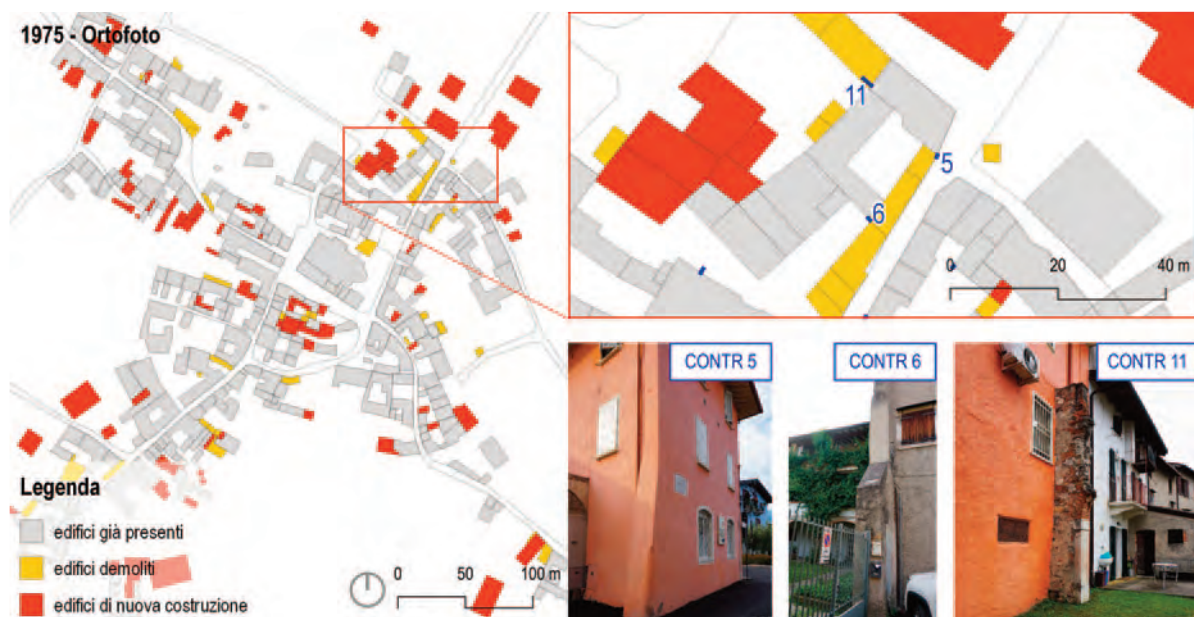 1975 - Ortofoto
11
5
6
0 20 40 m
CONTR 5
CONTR 6
CONTR 11
Legenda
edifici già presenti
edifici demoliti
edifici di nuova costruzione
0 50 100 m